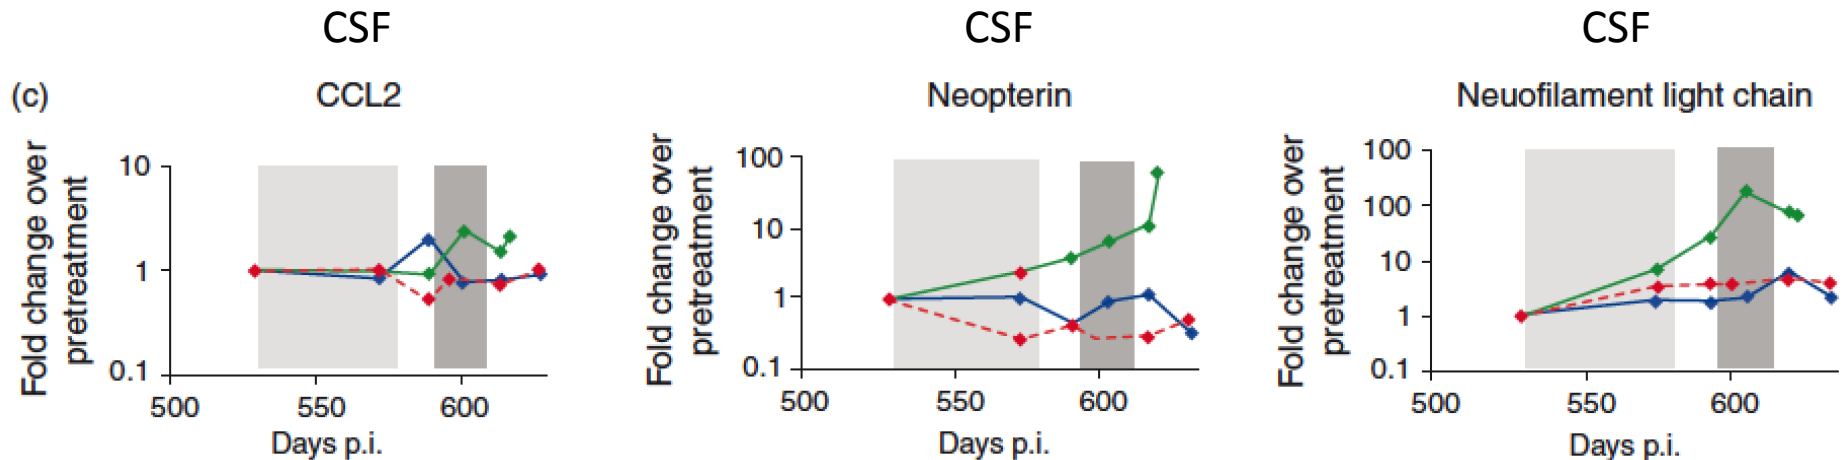 CSF CSF CSF
(c) CCL2 Neopterin Neuofilament light chain
Fold change over
pretreatment
10
1
0.1
500 550 600
Days p.i.
Fold change over
pretreatment
100
10
1
0.1
500 550 600
Days p.i.
Fold change over
pretreatment
100
100
10
1
0.1
500 550 600
Days p.i.